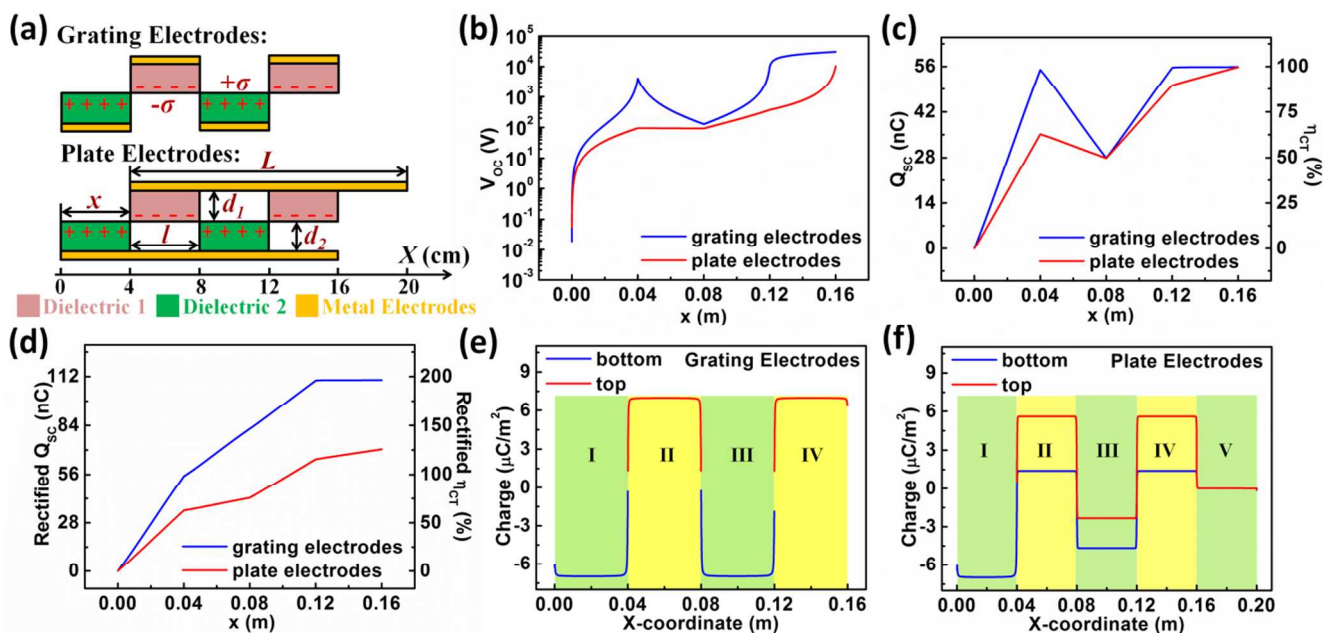 (a)
Grating Electrodes:
+σ
+ + + +
- - - -
-σ
+ + + +
- - - -
Plate Electrodes:
L
x
d1
- - - -
- - - -
+ + + +
l
+ + + +
d2
0 4 8 12 16 X (cm)
Dielectric 1 Dielectric 2 Metal Electrodes
(b)
VOC (V)
10^5
10^4
10^3
10^2
10^1
10^0
10^-1
10^-2
10^-3
grating electrodes
plate electrodes
0.00 0.04 0.08 0.12 0.16
x (m)
(c)
QSC (nC)
56
42
28
14
0
ηCT (%)
100
50
0
grating electrodes
plate electrodes
0.00 0.04 0.08 0.12 0.16
x (m)
(d)
Rectified QSC (nC)
112
84
56
28
0
Rectified ηCT (%)
200
150
100
50
0
grating electrodes
plate electrodes
0.00 0.04 0.08 0.12 0.16
x (m)
(e)
bottom Grating Electrodes
top
Charge (μC/m^2)
9
6
3
0
-3
-6
I II III IV
0.00 0.04 0.08 0.12 0.16
X-coordinate (m)
(f)
bottom Plate Electrodes
top
Charge (μC/m^2)
9
6
3
0
-3
-6
I II III IV V
0.00 0.04 0.08 0.12 0.16 0.20
X-coordinate (m)